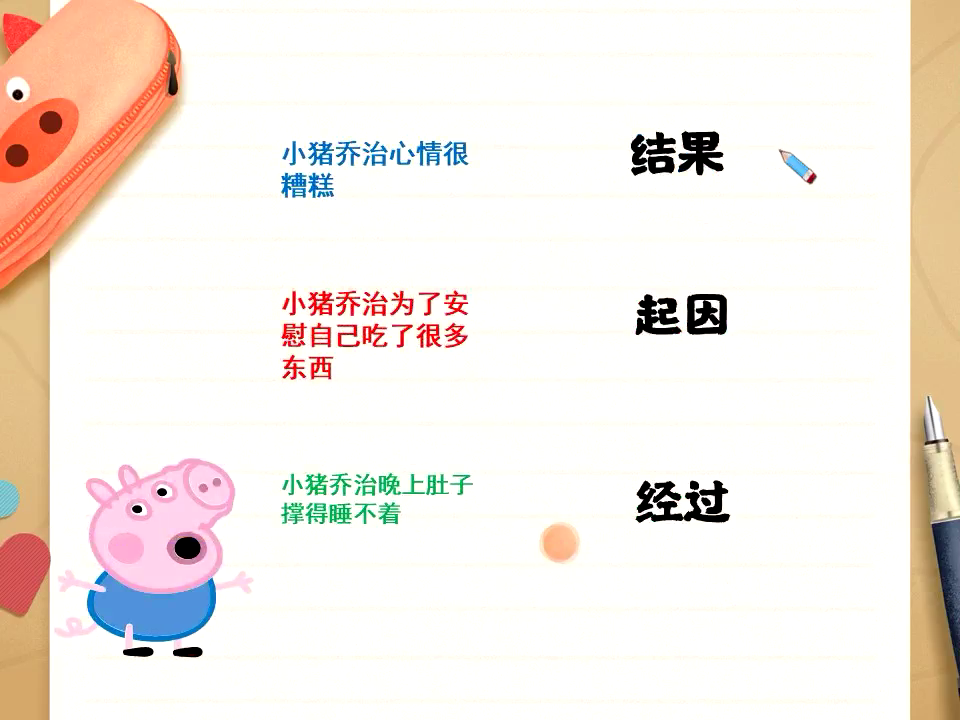 小猪乔治心情很
糟糕
结果
小猪乔治为了安
慰自己吃了很多
东西
起因
小猪乔治晚上肚子
撑得睡不着
经过